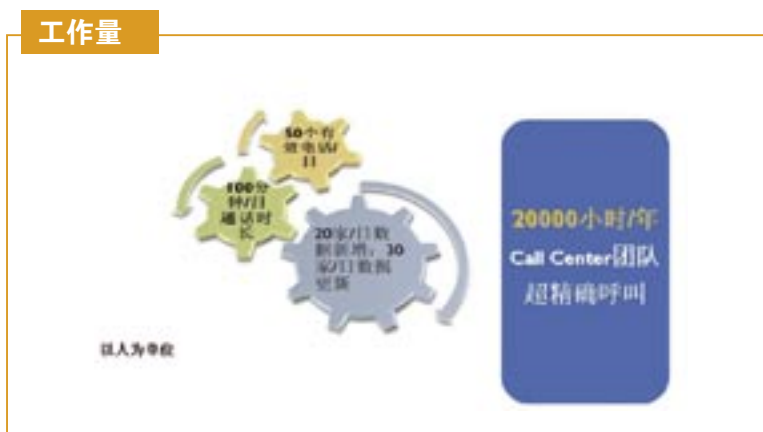 工作量
50个有
效电话/
日
100分
钟/日
通话时
长
20家/日数
据新增，30
家/日数据
更新
20000小时/年
Call Center团队
超精确呼叫
以人为单位